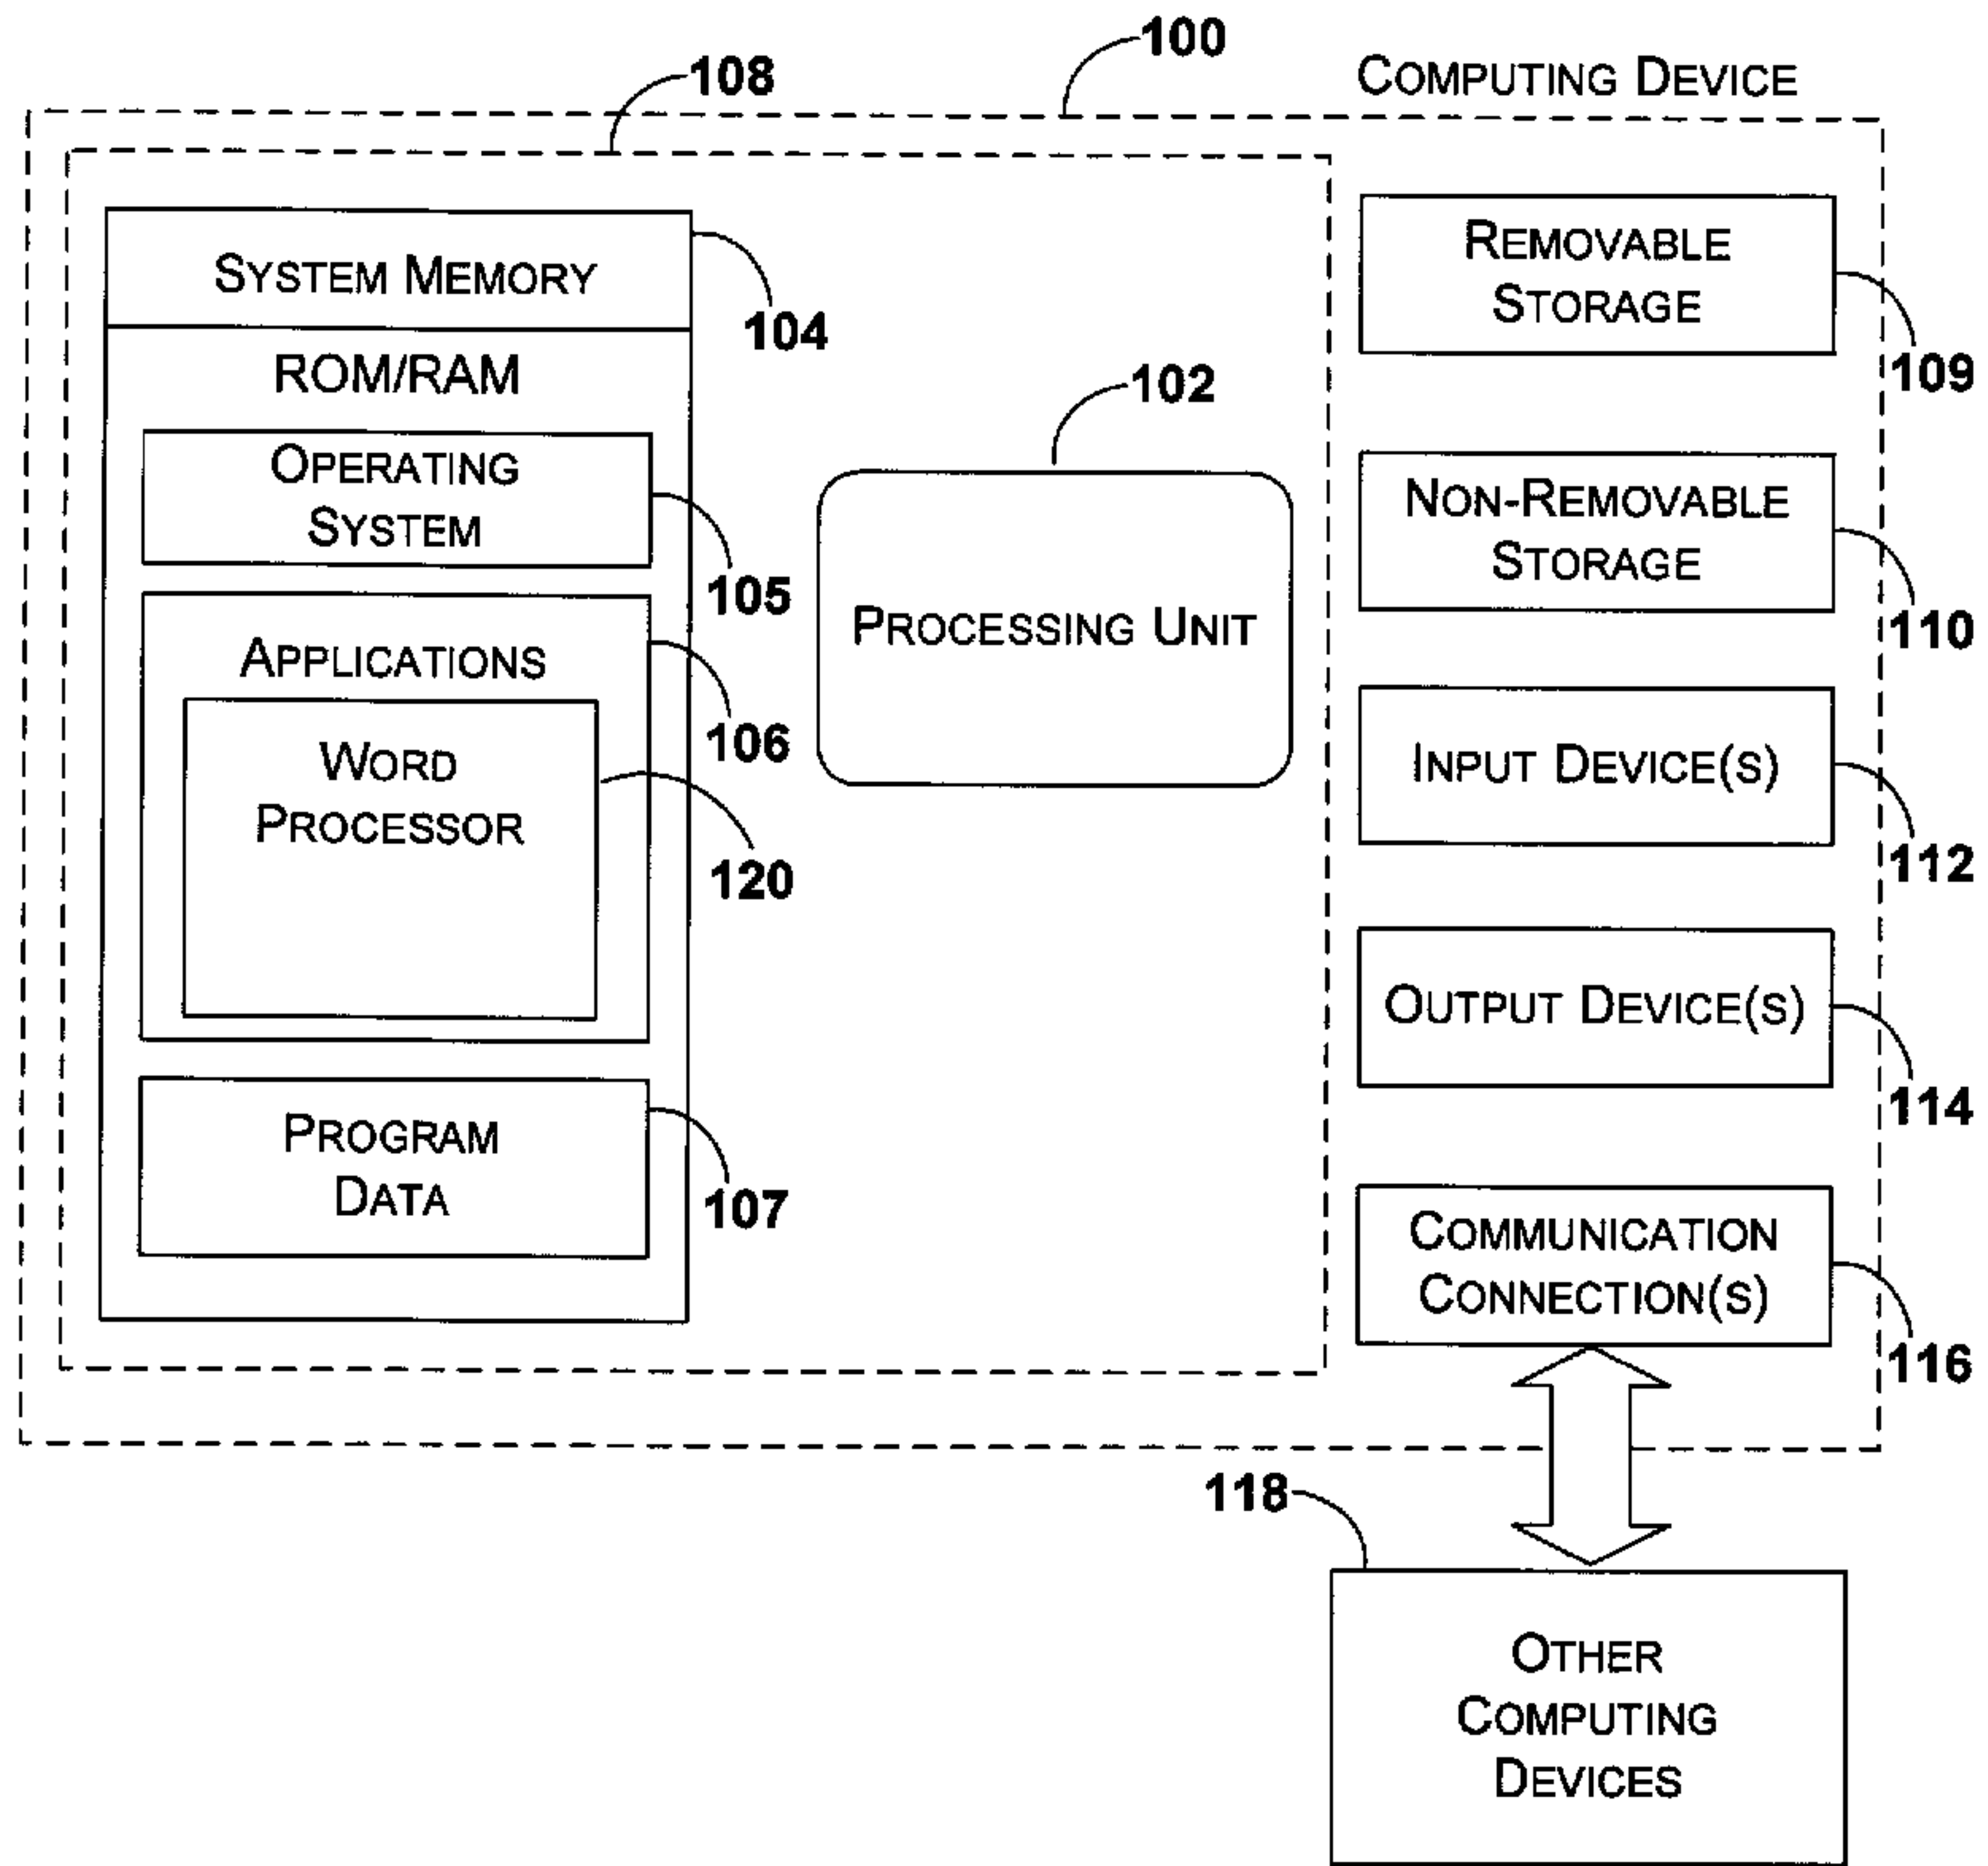 100
COMPUTING DEVICE
108
SYSTEM MEMORY
104
ROM/RAM
OPERATING
SYSTEM
105
APPLICATIONS
106
WORD
PROCESSOR
120
PROGRAM
DATA
107
102
PROCESSING UNIT
REMOVABLE
STORAGE
109
NON-REMOVABLE
STORAGE
110
INPUT DEVICE(S)
112
OUTPUT DEVICE(S)
114
COMMUNICATION
CONNECTION(S)
116
118
OTHER
COMPUTING
DEVICES